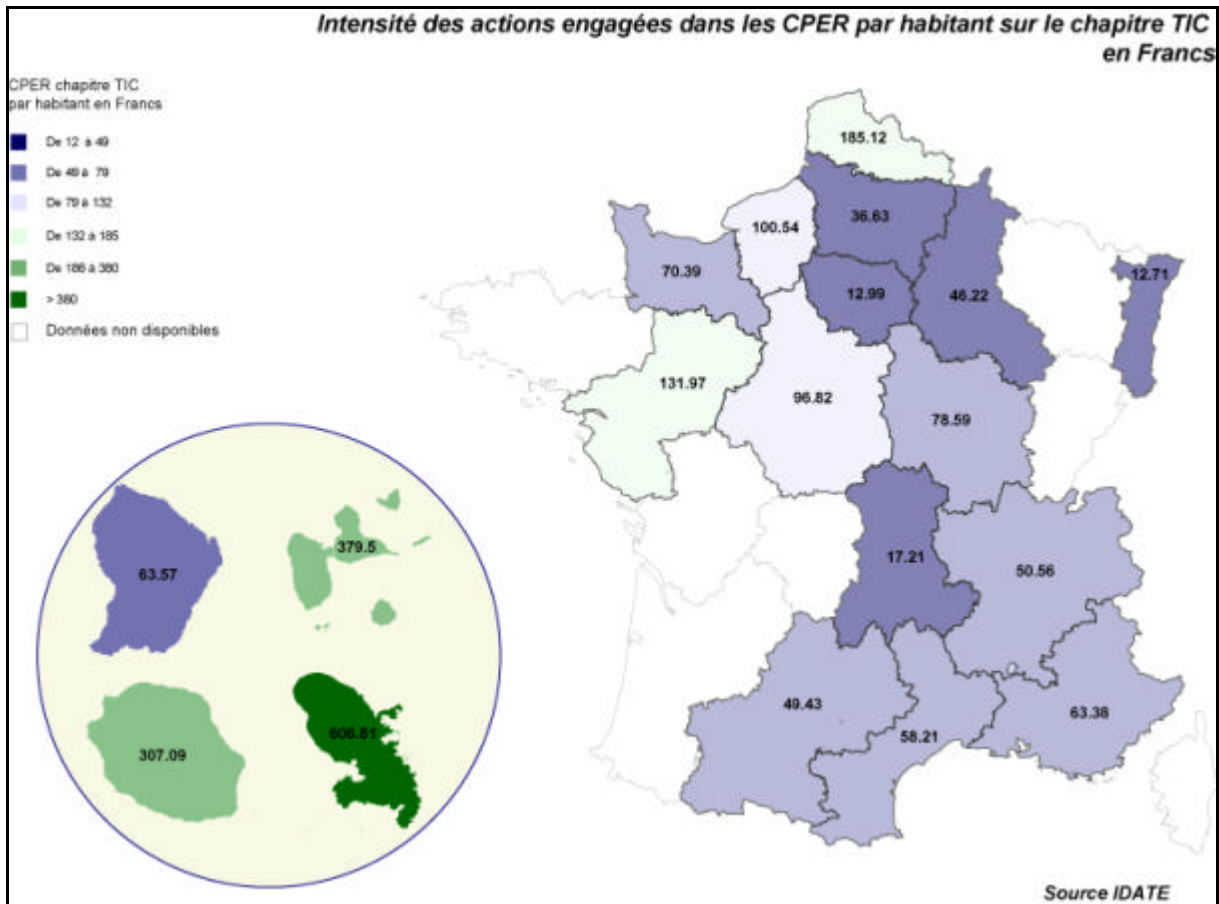 Intensité des actions engagées dans les CPER par habitant sur le chapitre TIC
en Francs
CPER chapitre TIC
par habitant en Francs
De 12 à 49
De 49 à 79
De 79 à 132
De 132 à 185
De 186 à 380
> 380
Données non disponibles
185.12
36.63
100.54
12.71
70.39
12.99
46.22
131.97
96.82
78.59
379.5
63.57
17.21
50.56
49.43
63.38
606.81
58.21
307.09
Source IDATE